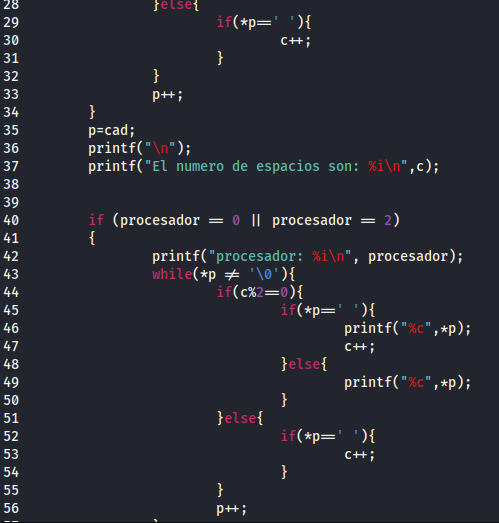 28 }else{
29 if(*p==' '){
30 c++;
31 }
32 }
33 p++;
34 }
35 p=cad;
36 printf("\n");
37 printf("El numero de espacios son: %i\n",c);
38
39
40 if (procesador == 0 || procesador == 2)
41 {
42 printf("procesador: %i\n", procesador);
43 while(*p != '\0'){
44 if(c%2==0){
45 if(*p==' '){
46 printf("%c",*p);
47 c++;
48 }else{
49 printf("%c",*p);
50 }
51 }else{
52 if(*p==' '){
53 c++;
54 }
55 }
56 p++;
57 }